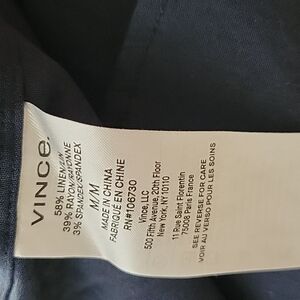 VINCE.
58% LINEN/LIN
39% RAYON/RAYONNE
3% SPANDEX/SPANDEX
M/M
MADE IN CHINA
FABRIQUE EN CHINE
RN#106730
Vince, LLC
500 Fifth Avenue, 20th Floor
New York, NY 10110
11 Rue Saint Florentin
75008 Paris France
SEE REVERSE FOR CARE
VOIR AU VERSO POUR LES SOINS